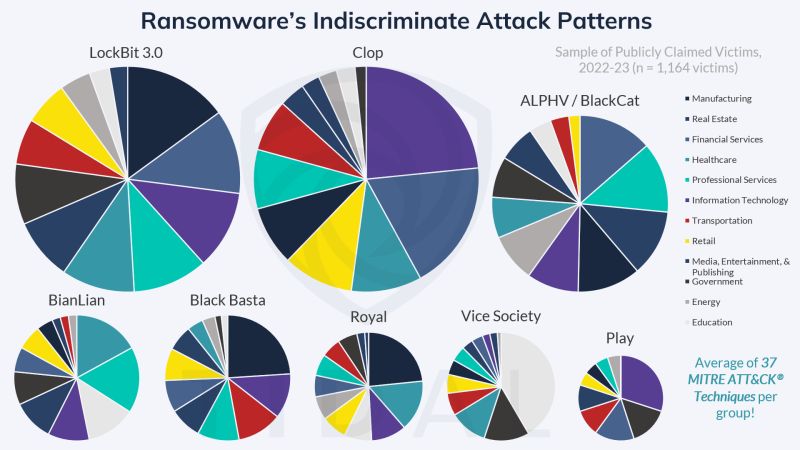 Ransomware's Indiscriminate Attack Patterns
LockBit 3.0
Clop
Sample of Publicly Claimed Victims,
2022-23 (n = 1,164 victims)
ALPHV / BlackCat
Manufacturing
Real Estate
Financial Services
Healthcare
Professional Services
Information Technology
Transportation
Retail
Media, Entertainment, &
Publishing
Government
Energy
Education
BianLian
Black Basta
Royal
Vice Society
Play
Average of 37
MITRE ATT&CK®
Techniques per
group!
TIDAL